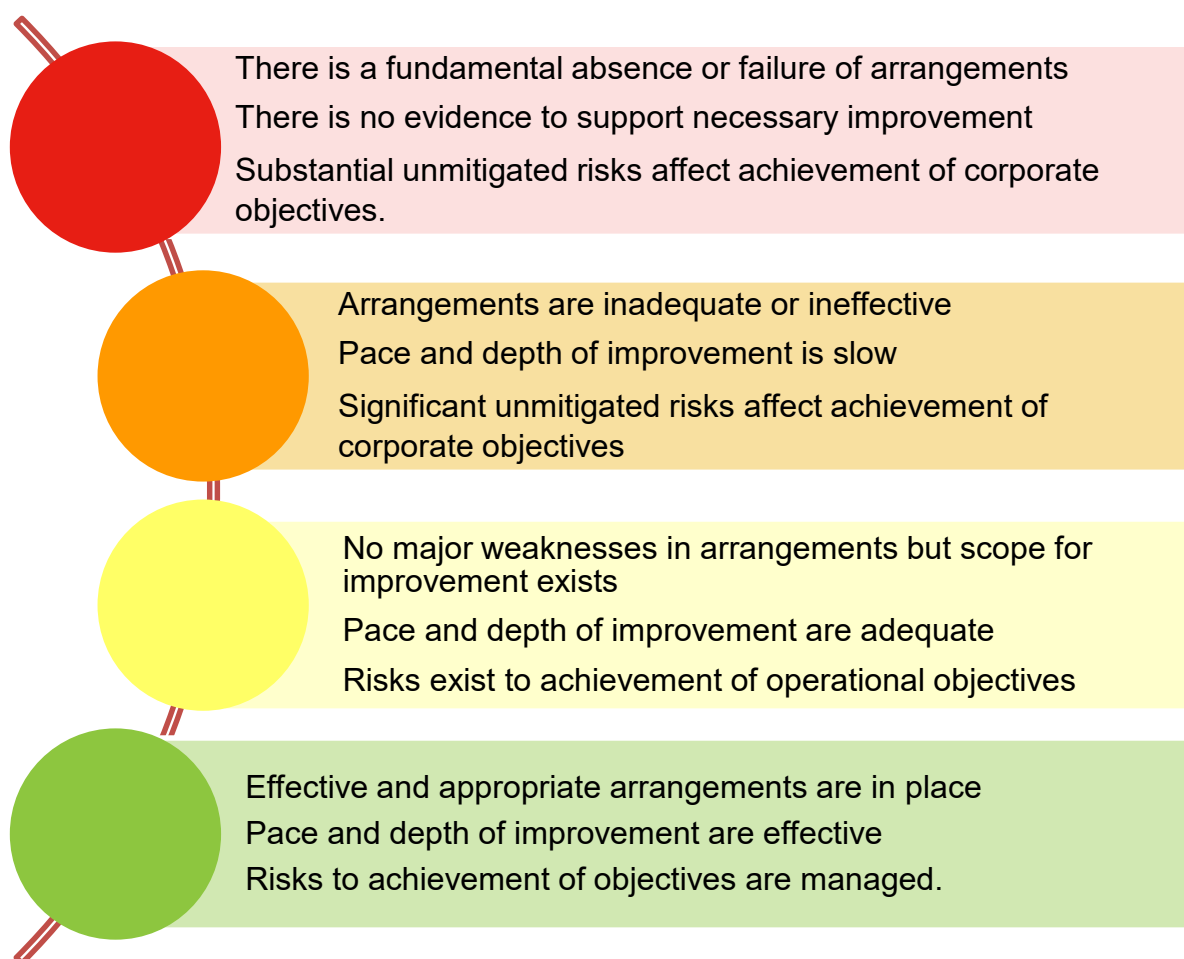 There is a fundamental absence or failure of arrangements
There is no evidence to support necessary improvement
Substantial unmitigated risks affect achievement of corporate
objectives.
Arrangements are inadequate or ineffective
Pace and depth of improvement is slow
Significant unmitigated risks affect achievement of
corporate objectives
No major weaknesses in arrangements but scope for
improvement exists
Pace and depth of improvement are adequate
Risks exist to achievement of operational objectives
Effective and appropriate arrangements are in place
Pace and depth of improvement are effective
Risks to achievement of objectives are managed.